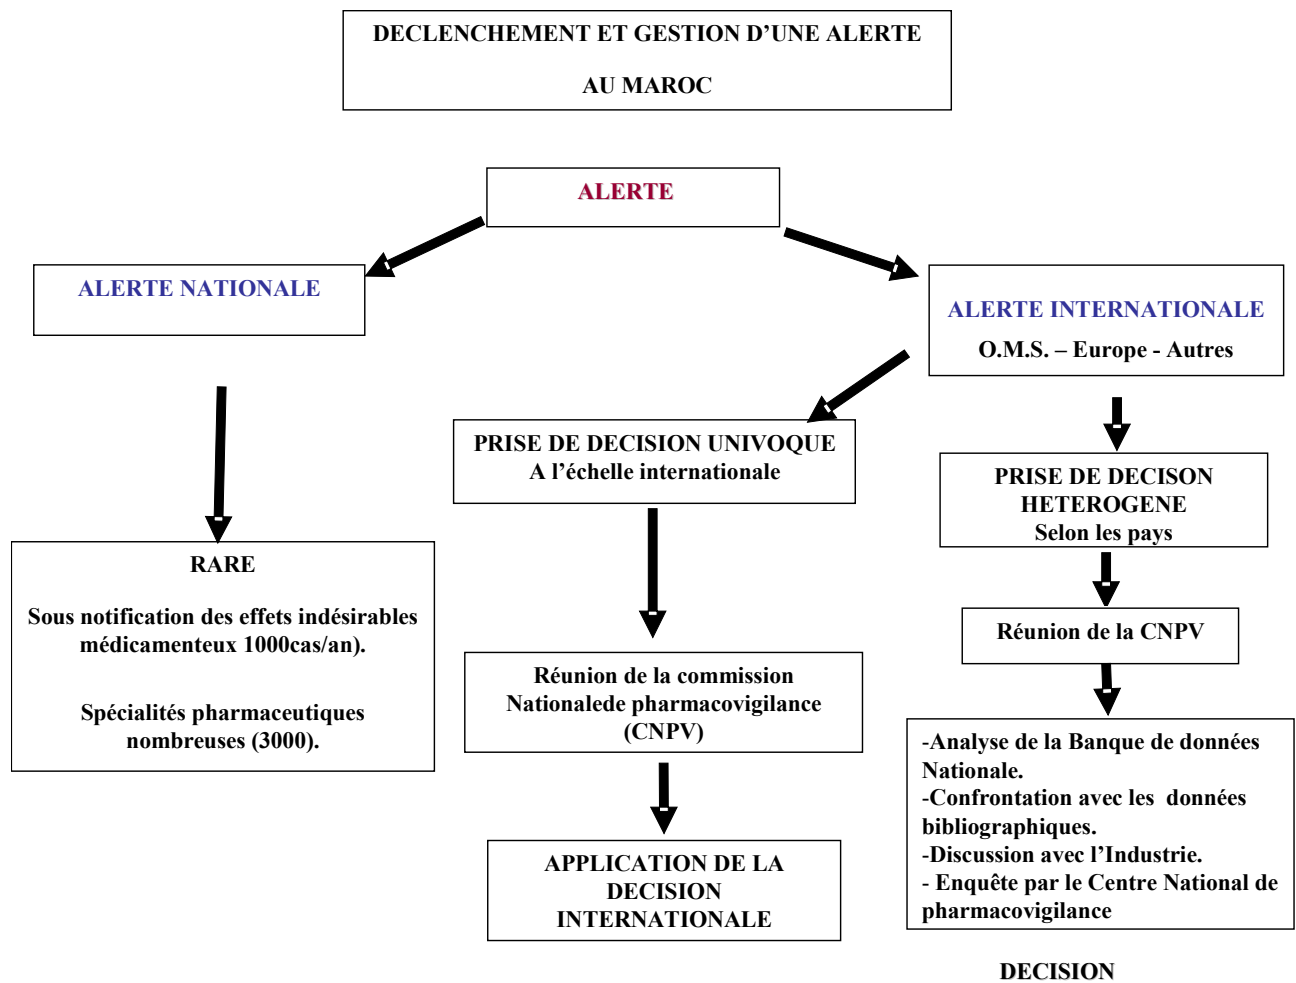 DECLENCHEMENT ET GESTION D’UNE ALERTE
AU MAROC
ALERTE
ALERTE NATIONALE
ALERTE INTERNATIONALE
O.M.S. – Europe - Autres
PRISE DE DECISION UNIVOQUE
A l’échelle internationale
PRISE DE DECISON
HETEROGENE
Selon les pays
RARE
Sous notification des effets indésirables
médicamenteux 1000cas/an).
Spécialités pharmaceutiques
nombreuses (3000).
Réunion de la commission
Nationalede pharmacovigilance
(CNPV)
Réunion de la CNPV
-Analyse de la Banque de données
Nationale.
-Confrontation avec les données
bibliographiques.
-Discussion avec l’Industrie.
- Enquête par le Centre National de
pharmacovigilance
APPLICATION DE LA
DECISION
INTERNATIONALE
DECISION